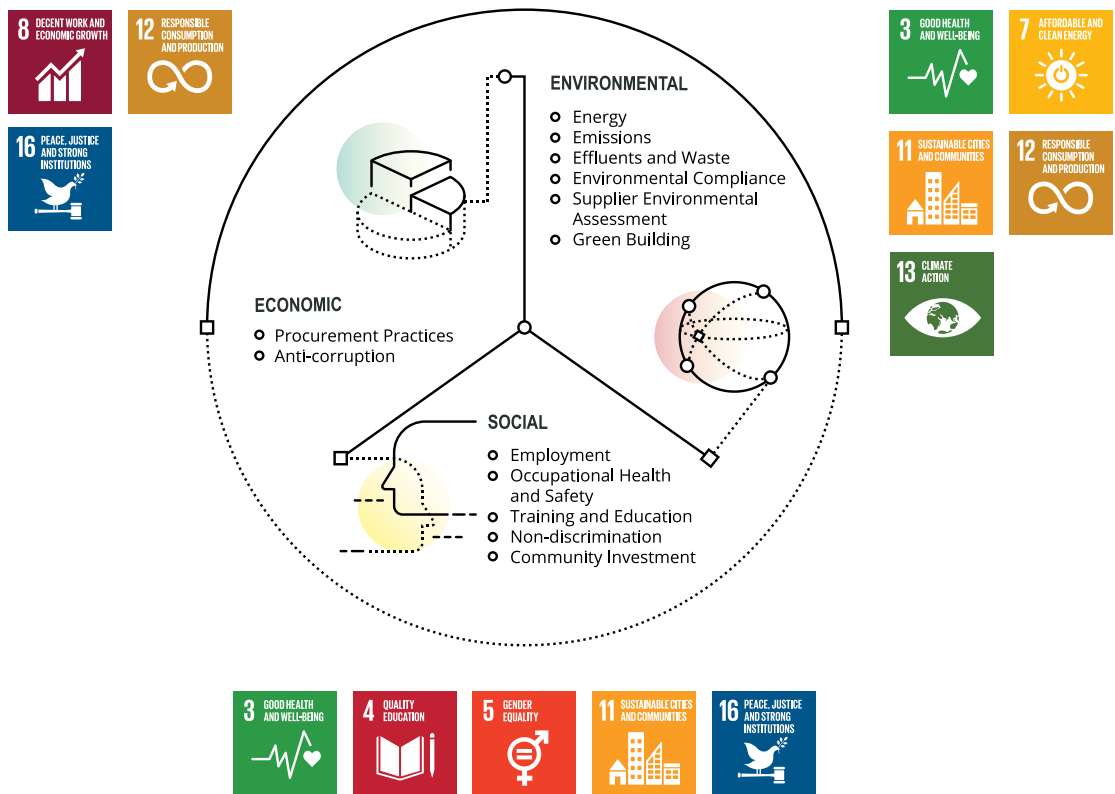 8 DECENT WORK AND
ECONOMIC GROWTH
12 RESPONSIBLE
CONSUMPTION
AND PRODUCTION
16 PEACE, JUSTICE
AND STRONG
INSTITUTIONS
ENVIRONMENTAL
Energy
Emissions
Effluents and Waste
Environmental Compliance
Supplier Environmental
Assessment
Green Building
3 GOOD HEALTH
AND WELL-BEING
7 AFFORDABLE AND
CLEAN ENERGY
11 SUSTAINABLE CITIES
AND COMMUNITIES
12 RESPONSIBLE
CONSUMPTION
AND PRODUCTION
13 CLIMATE
ACTION
ECONOMIC
Procurement Practices
Anti-corruption
SOCIAL
Employment
Occupational Health
and Safety
Training and Education
Non-discrimination
Community Investment
3 GOOD HEALTH
AND WELL-BEING
4 QUALITY
EDUCATION
5 GENDER
EQUALITY
11 SUSTAINABLE CITIES
AND COMMUNITIES
16 PEACE, JUSTICE
AND STRONG
INSTITUTIONS